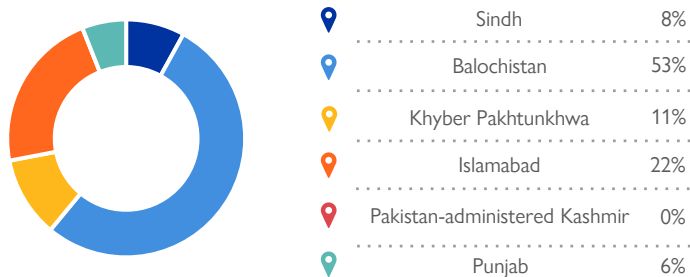 Sindh 8%
Balochistan 53%
Khyber Pakhtunkhwa 11%
Islamabad 22%
Pakistan-administered Kashmir 0%
Punjab 6%